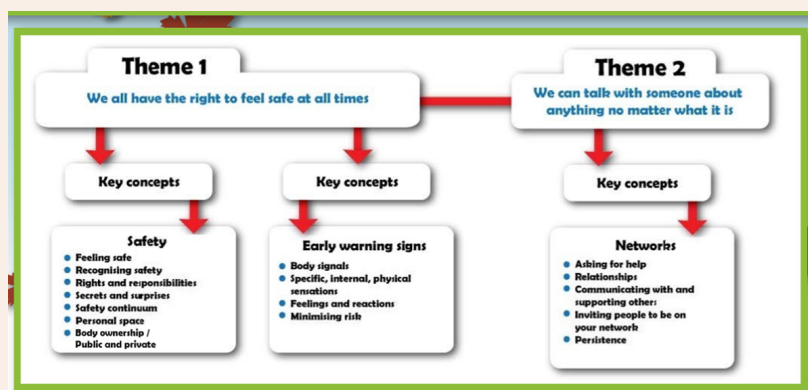 Theme 1
We all have the right to feel safe at all times
Theme 2
We can talk with someone about
anything no matter what it is
Key concepts
Key concepts
Key concepts
Safety
Feeling safe
Recognising safety
Rights and responsibilities
Secrets and surprises
Safety continuum
Personal space
Body ownership /
Public and private
Early warning signs
Body signals
Specific, internal, physical
sensations
Feelings and reactions
Minimising risk
Networks
Asking for help
Relationships
Communicating with and
supporting others
Inviting people to be on
your network
Persistence